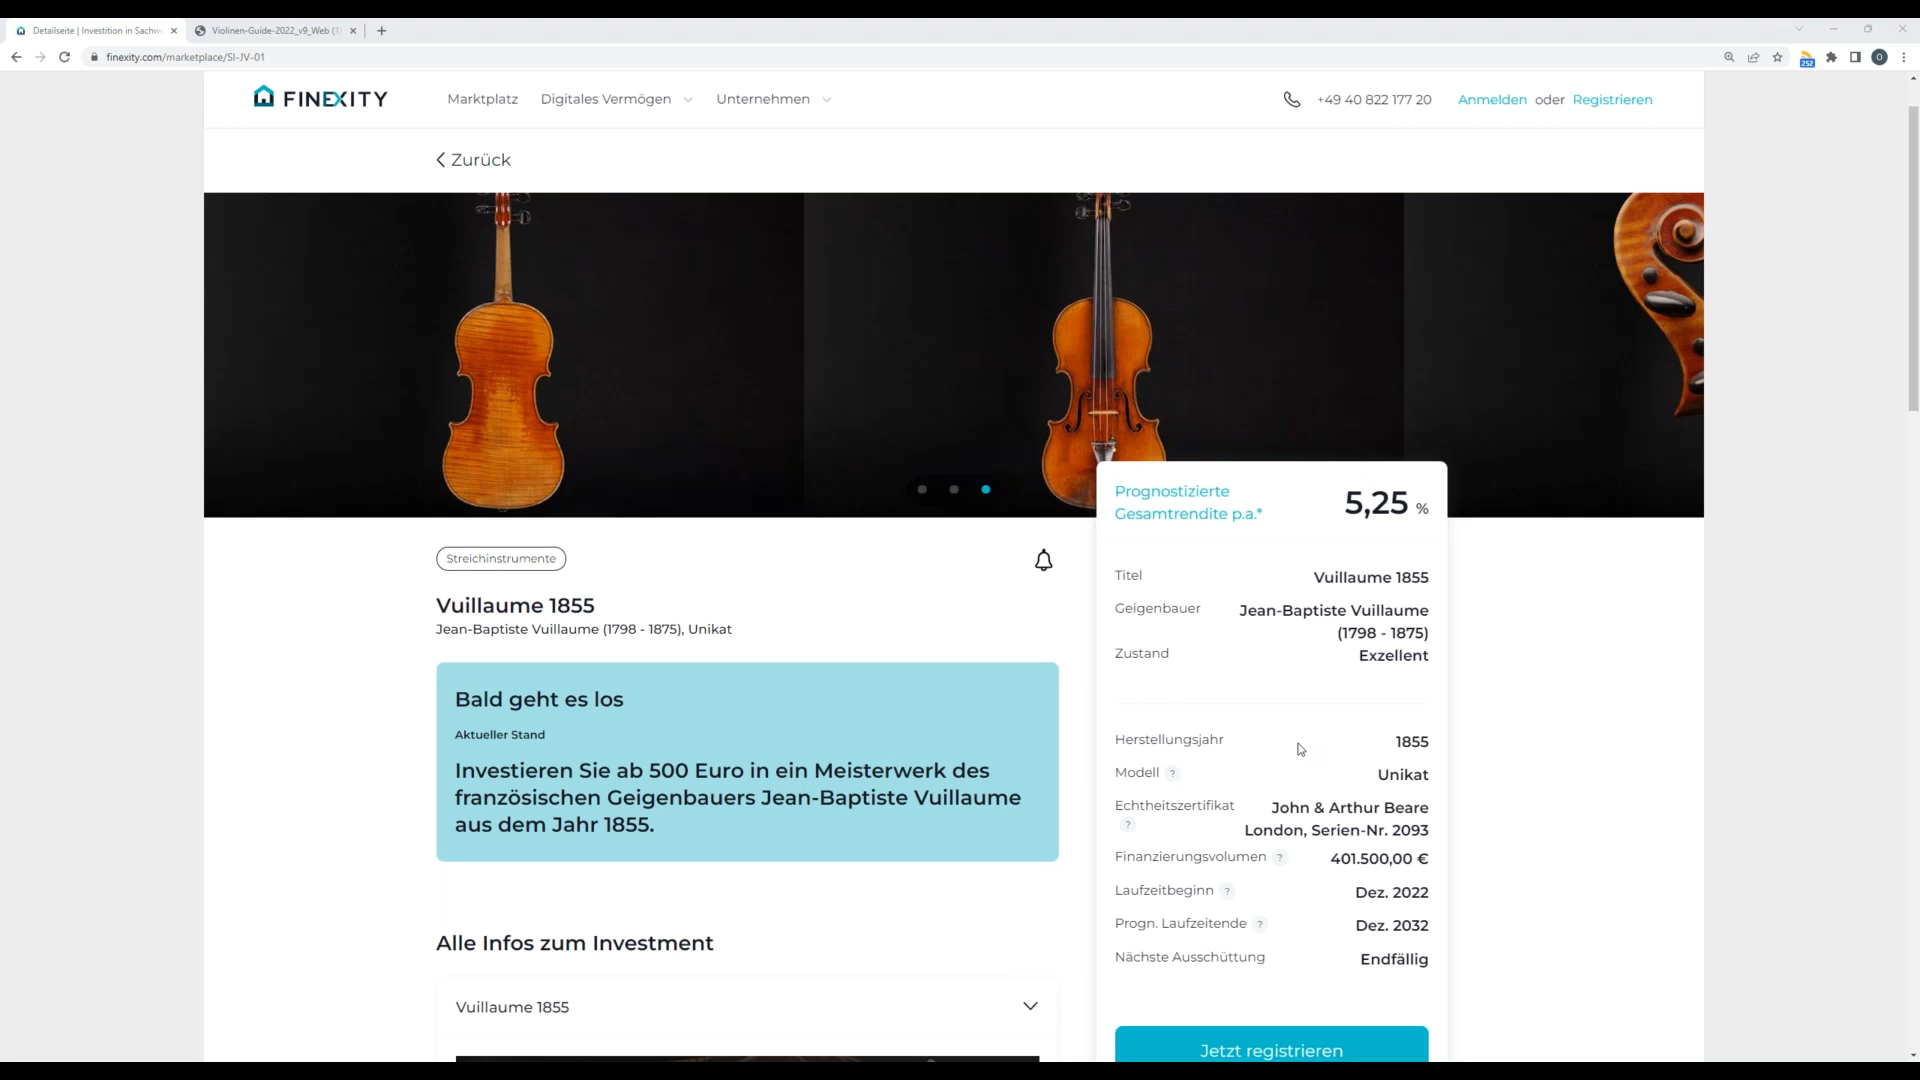 Detailseite | Investition in Sachwe
Violinen-Guide-2022_v9_Web (1)
finexity.com/marketplace/SI-JV-01
252
O
FINEXITY
Marktplatz
Digitales Vermögen
Unternehmen
+49 40 822 177 20
Anmelden oder Registrieren
Zurück
Prognostizierte
Gesamtrendite p.a.*
5,25 %
Streichinstrumente
Vuillaume 1855
Jean-Baptiste Vuillaume (1798 - 1875), Unikat
Bald geht es los
Aktueller Stand
Investieren Sie ab 500 Euro in ein Meisterwerk des
französischen Geigenbauers Jean-Baptiste Vuillaume
aus dem Jahr 1855.
Alle Infos zum Investment
Vuillaume 1855
Titel Vuillaume 1855
Geigenbauer Jean-Baptiste Vuillaume
(1798 - 1875)
Zustand Exzellent
Herstellungsjahr 1855
Modell ? Unikat
Echtheitszertifikat John & Arthur Beare
? London, Serien-Nr. 2093
Finanzierungsvolumen ? 401.500,00 €
Laufzeitbeginn ? Dez. 2022
Progn. Laufzeitende ? Dez. 2032
Nächste Ausschüttung Endfällig
Jetzt registrieren